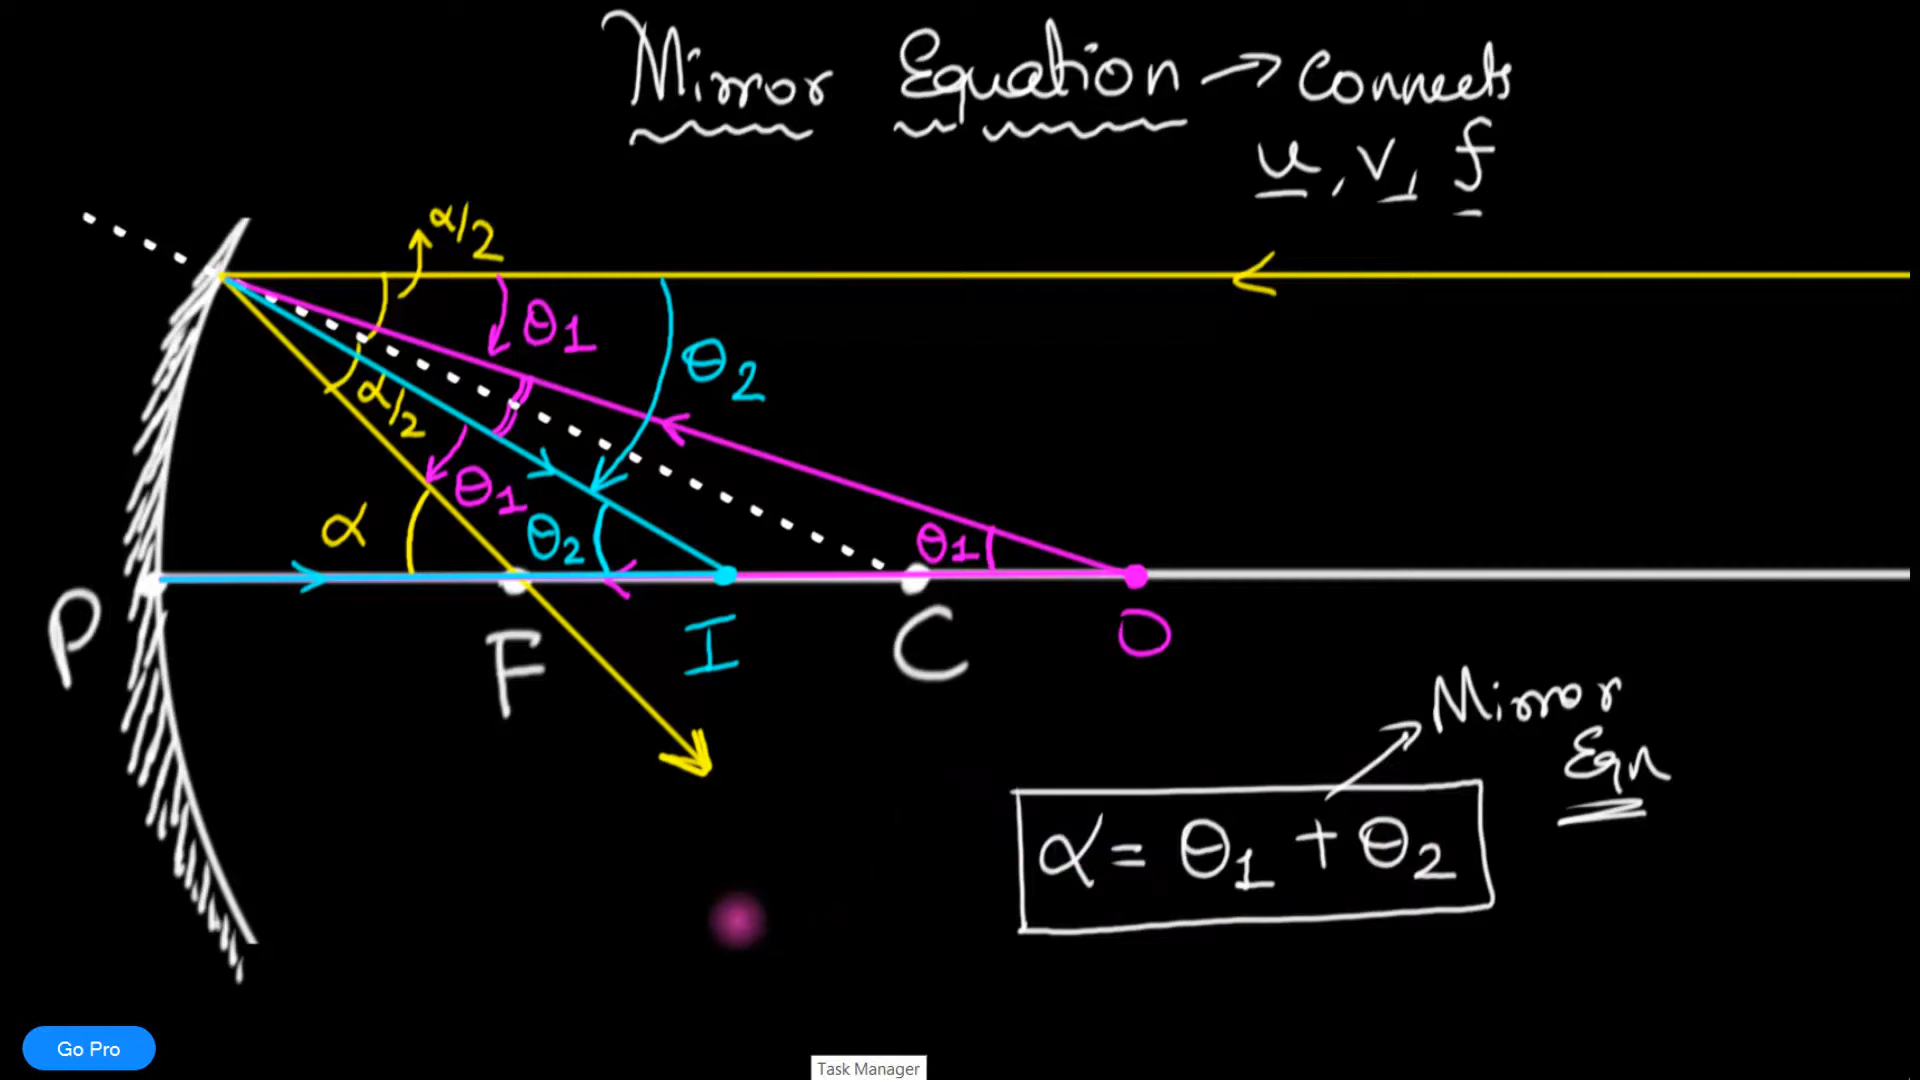 Mirror Equation → Connects
u, v, f
α/2
θ1
θ2
α/2
θ1
α
θ2
θ1
P
F
I
C
O
Mirror
Eqn
α = θ1 + θ2
Go Pro
Task Manager